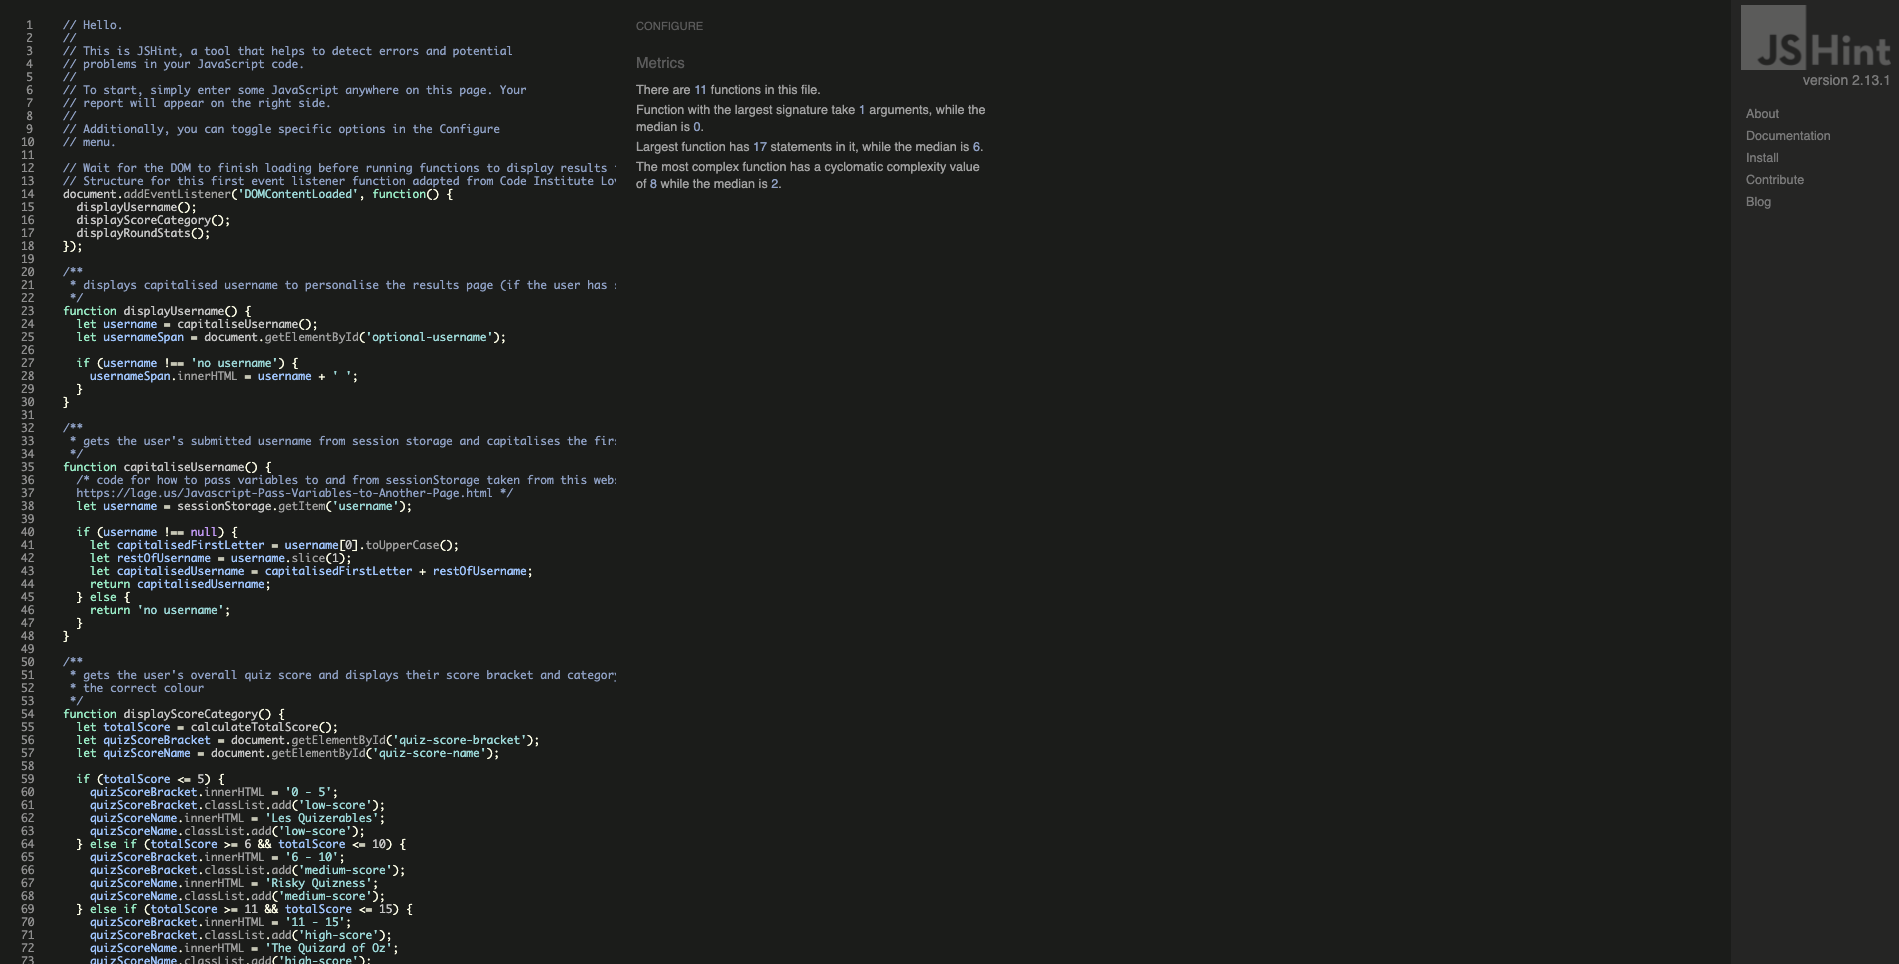 1 // Hello.
2 //
3 // This is JSHint, a tool that helps to detect errors and potential
4 // problems in your JavaScript code.
5 //
6 // To start, simply enter some JavaScript anywhere on this page. Your
7 // report will appear on the right side.
8 //
9 // Additionally, you can toggle specific options in the Configure
10 // menu.
11
12 // Wait for the DOM to finish loading before running functions to display results
13 // Structure for this first event listener function adapted from Code Institute
14 document.addEventListener('DOMContentLoaded', function() {
15 displayUsername();
16 displayScoreCategory();
17 displayRoundStats();
18 });
19
20 /**
21 * displays capitalised username to personalise the results page (if the user has
22 */
23 function displayUsername() {
24 let username = capitaliseUsername();
25 let usernameSpan = document.getElementById('optional-username');
26
27 if (username !== 'no username') {
28 usernameSpan.innerHTML = username + ' ';
29 }
30 }
31
32 /**
33 * gets the user's submitted username from session storage and capitalises the
34 */
35 function capitaliseUsername() {
36 /* code for how to pass variables to and from sessionStorage taken from this
37 https://lage.us/Javascript-Pass-Variables-to-Another-Page.html */
38 let username = sessionStorage.getItem('username');
39
40 if (username !== null) {
41 let capitalisedFirstLetter = username[0].toUpperCase();
42 let restOfUsername = username.slice(1);
43 let capitalisedUsername = capitalisedFirstLetter + restOfUsername;
44 return capitalisedUsername;
45 } else {
46 return 'no username';
47 }
48 }
49
50 /**
51 * gets the user's overall quiz score and displays their score bracket and
52 * the correct colour
53 */
54 function displayScoreCategory() {
55 let totalScore = calculateTotalScore();
56 let quizScoreBracket = document.getElementById('quiz-score-bracket');
57 let quizScoreName = document.getElementById('quiz-score-name');
58
59 if (totalScore <= 5) {
60 quizScoreBracket.innerHTML = '0 - 5';
61 quizScoreBracket.classList.add('low-score');
62 quizScoreName.innerHTML = 'Les Quizerables';
63 quizScoreName.classList.add('low-score');
64 } else if (totalScore >= 6 && totalScore <= 10) {
65 quizScoreBracket.innerHTML = '6 - 10';
66 quizScoreBracket.classList.add('medium-score');
67 quizScoreName.innerHTML = 'Risky Quizness';
68 quizScoreName.classList.add('medium-score');
69 } else if (totalScore >= 11 && totalScore <= 15) {
70 quizScoreBracket.innerHTML = '11 - 15';
71 quizScoreBracket.classList.add('high-score');
72 quizScoreName.innerHTML = 'The Quizard of Oz';
73 quizScoreName.classList.add('high-score');
CONFIGURE
Metrics
There are 11 functions in this file.
Function with the largest signature take 1 arguments, while the
median is 0.
Largest function has 17 statements in it, while the median is 6.
The most complex function has a cyclomatic complexity value
of 8 while the median is 2.
JSHint
version 2.13.1
About
Documentation
Install
Contribute
Blog